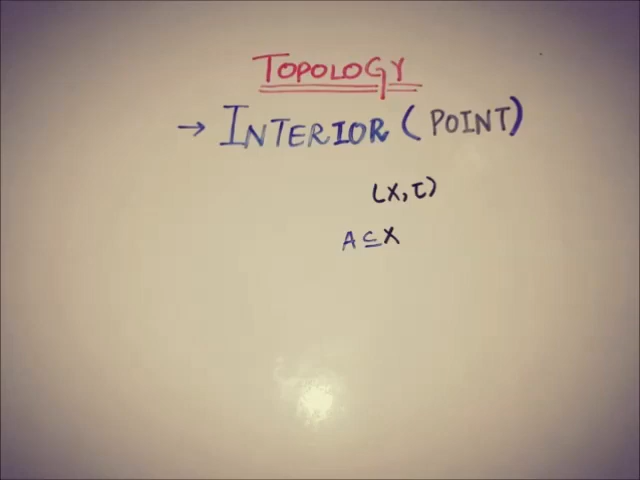 TOPOLOGY
→ INTERIOR (POINT)
(X, τ)
A ⊆ X